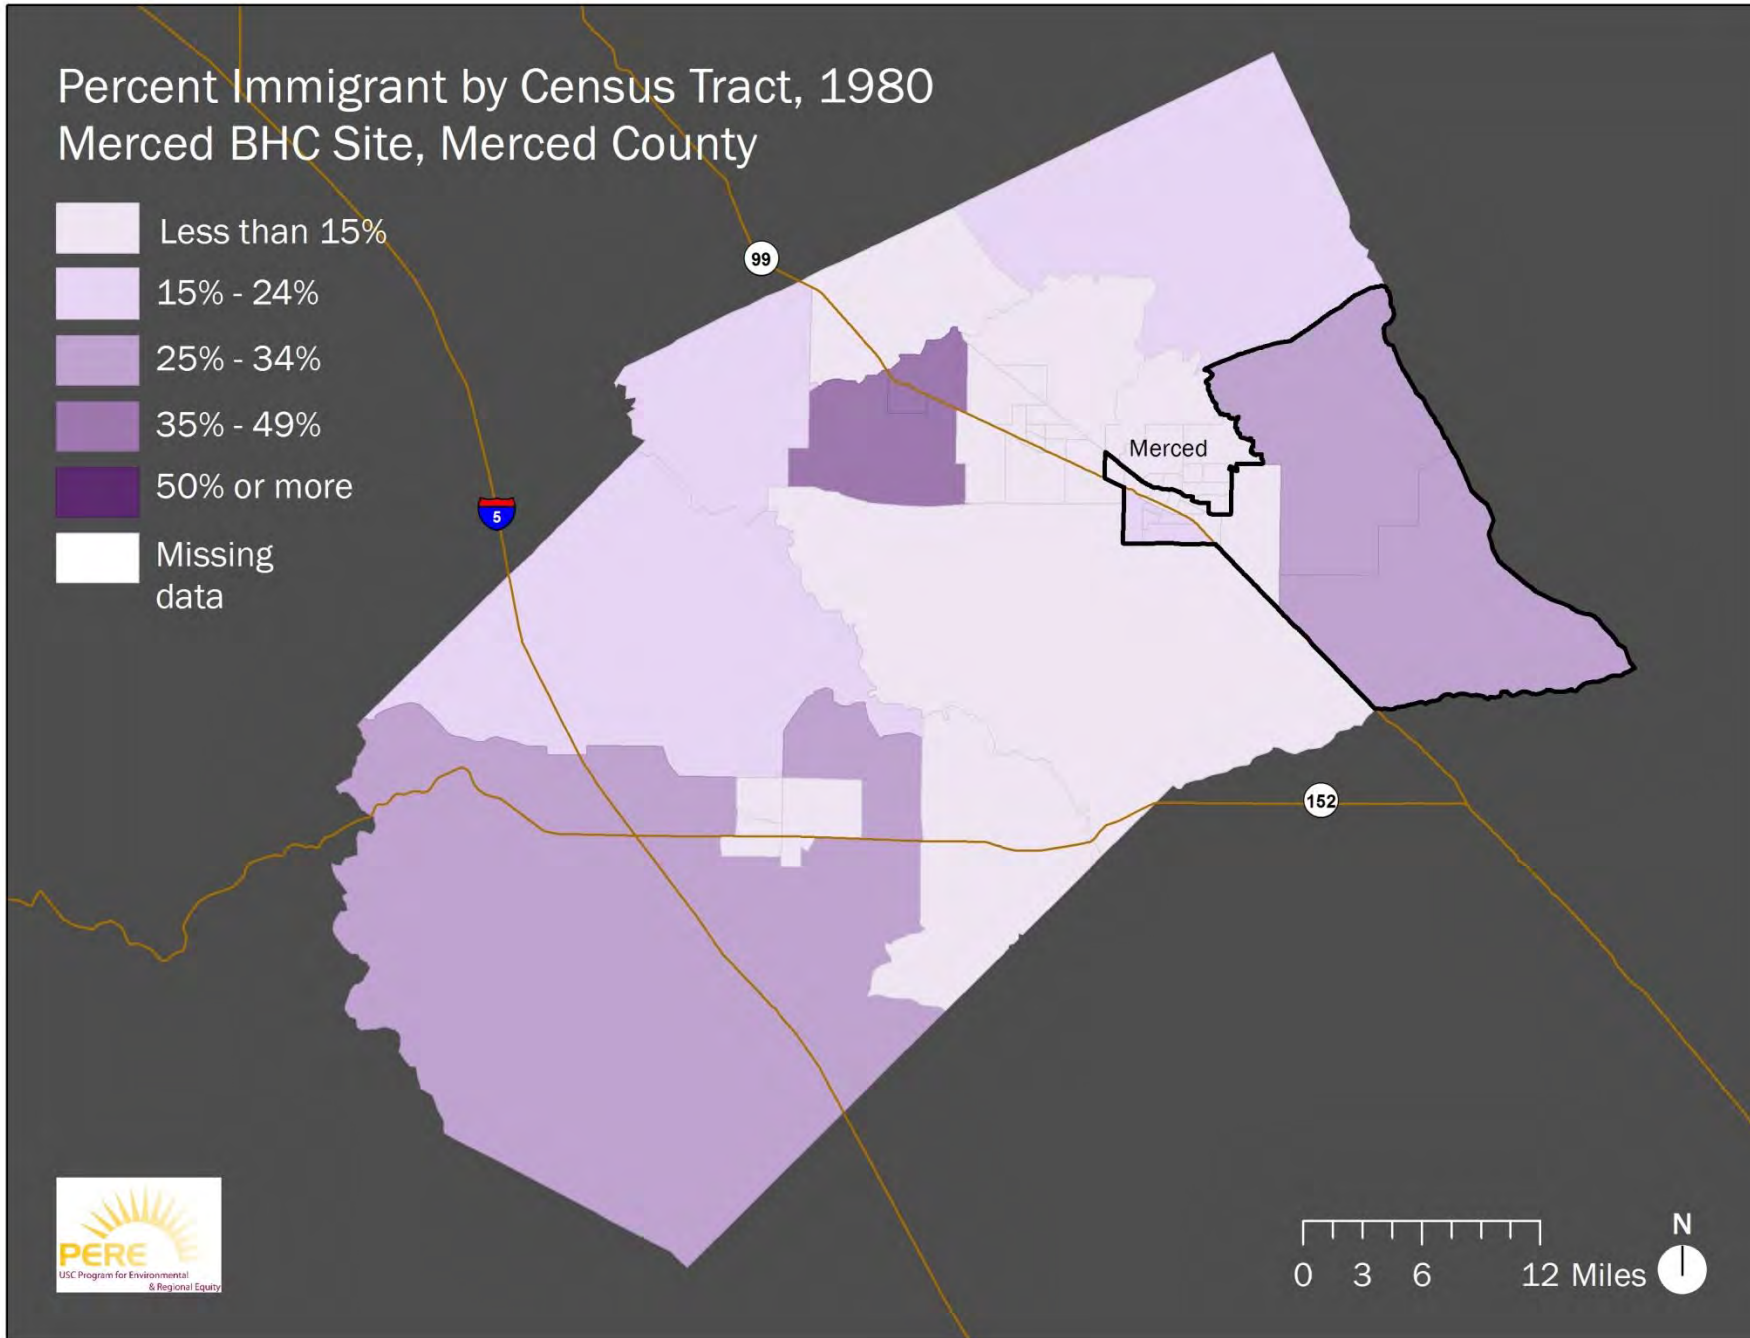 Percent Immigrant by Census Tract, 1980
Merced BHC Site, Merced County
Less than 15%
15% - 24%
25% - 34%
35% - 49%
50% or more
Missing
data
99
5
Merced
152
PERE
USC Program for Environmental
& Regional Equity
N
0 3 6 12 Miles